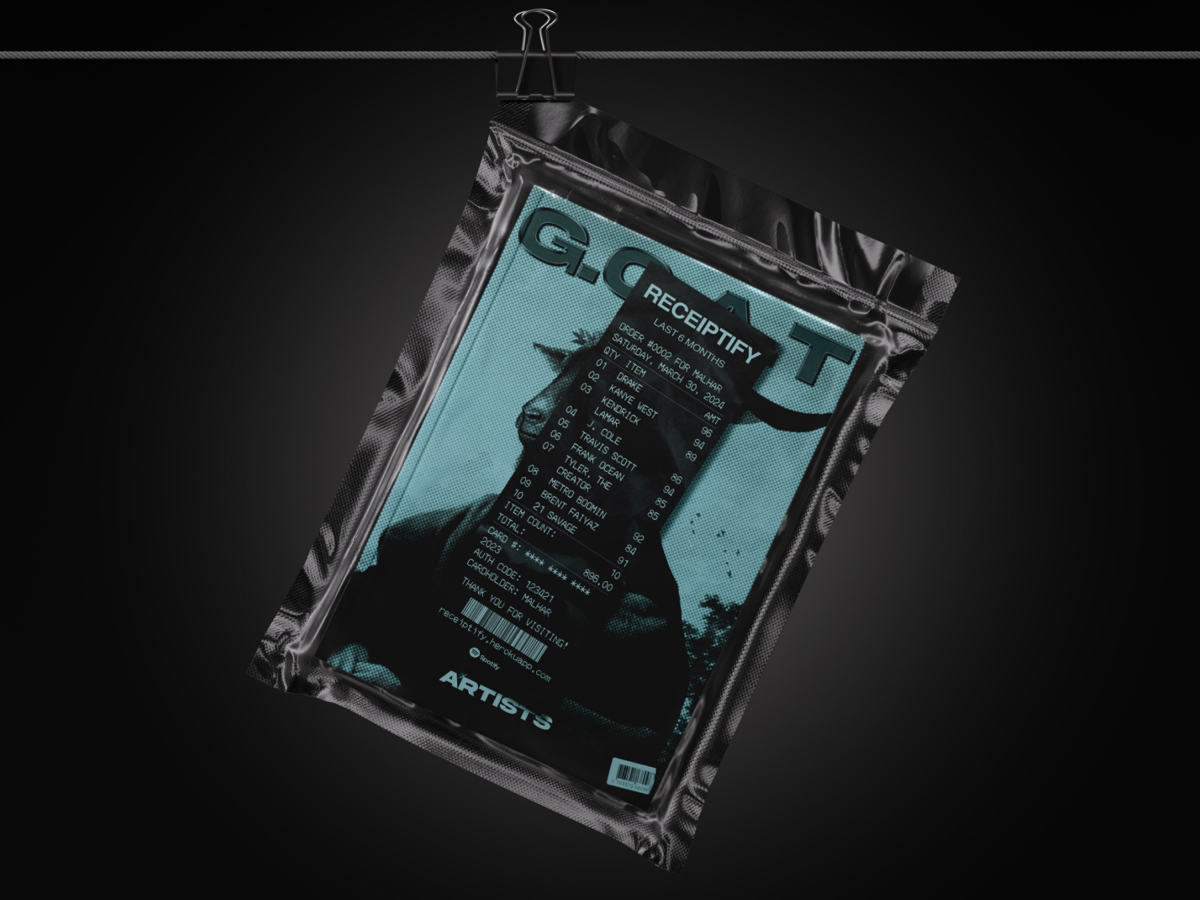 G.O A T
RECEIPTIFY
LAST 6 MONTHS
ORDER #0002 FOR MALHAR
SATURDAY, MARCH 30, 2024
QTY ITEM AMT
01 DRAKE 96
02 KANYE WEST 94
03 KENDRICK 89
LAMAR
04 J. COLE 86
05 TRAVIS SCOTT 94
06 FRANK OCEAN 85
07 TYLER, THE 85
CREATOR
08 METRO BOOMIN 92
09 BRENT FAIYAZ 84
10 21 SAVAGE 91
ITEM COUNT: 10
TOTAL: 896.00
CARD #: **** **** ****
2023
AUTH CODE: 123421
CARDHOLDER: MALHAR
THANK YOU FOR VISITING!
receiptify.herokuapp.com
Spotify
ARTISTS